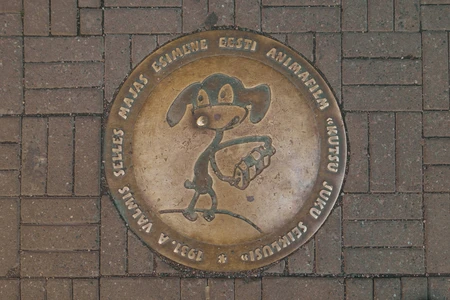 * 1931. A VALMIS SELLES MAJAS ESIMENE EESTI ANIMAFILM «KUTSU JUKU SEIKLUSI»